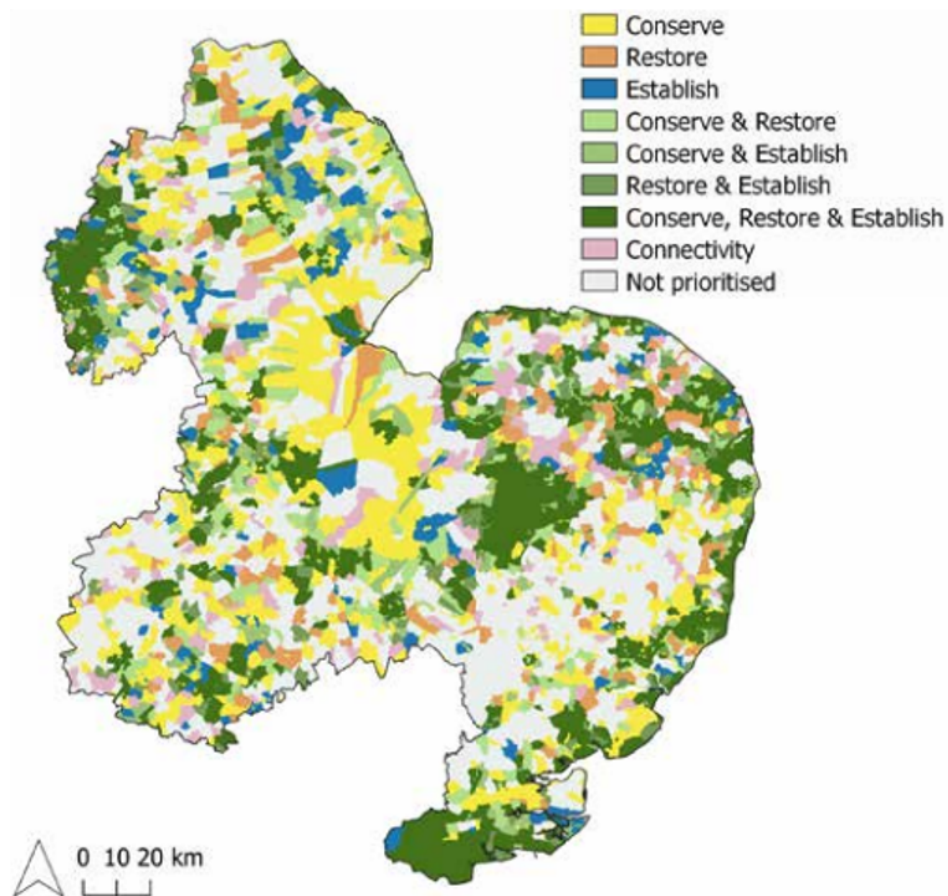 Conserve
Restore
Establish
Conserve & Restore
Conserve & Establish
Restore & Establish
Conserve, Restore & Establish
Connectivity
Not prioritised
0 10 20 km